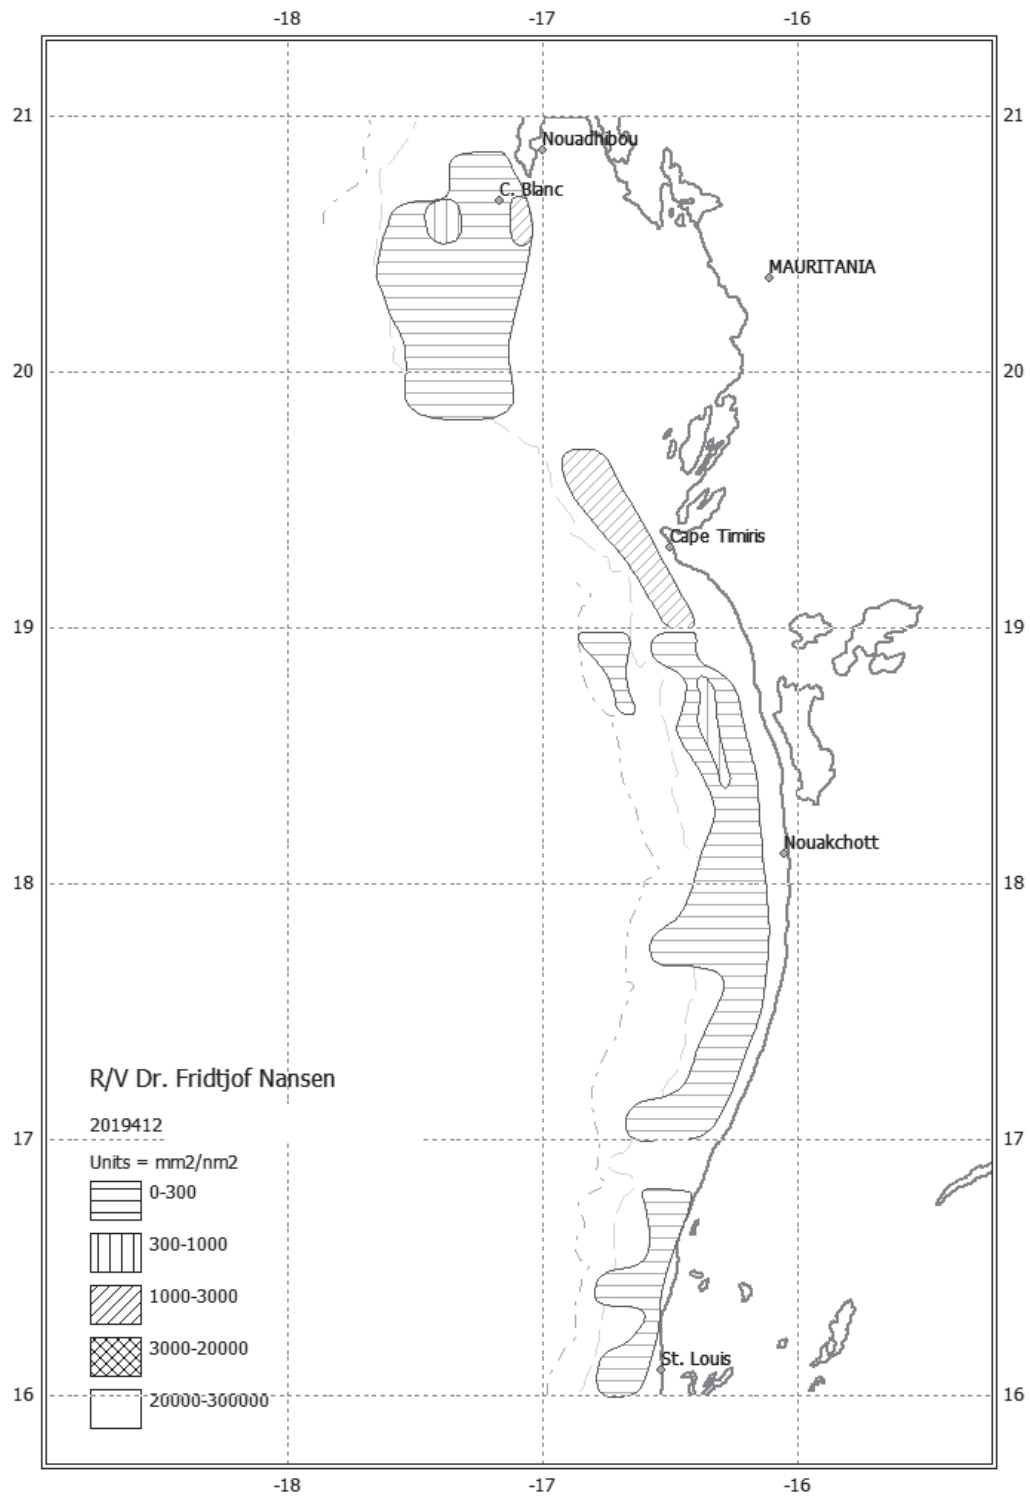 -18 -17 -16
21 21
Nouadhibou
C. Blanc
MAURITANIA
20 20
Cape Timiris
19 19
Nouakchott
18 18
R/V Dr. Fridtjof Nansen
2019412
17 17
Units = mm2/nm2
0-300
300-1000
1000-3000
3000-20000
St. Louis
16 16
20000-300000
-18 -17 -16